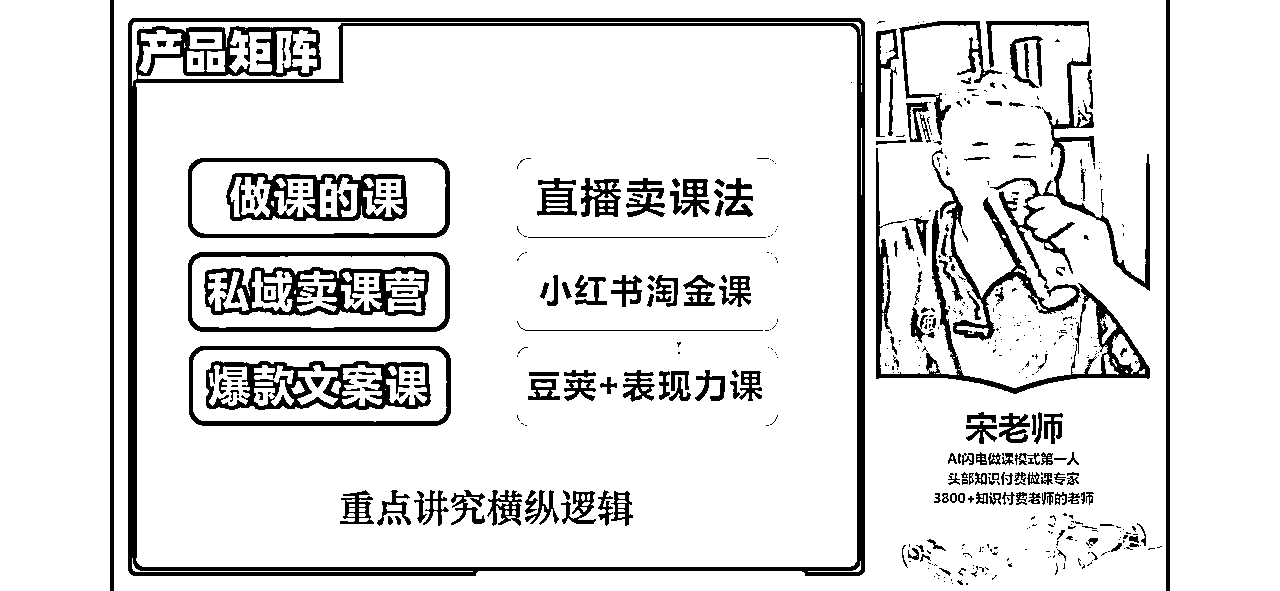 产品矩阵
做课的课
直播卖课法
私域卖课营
小红书淘金课
爆款文案课
豆荚+表现力课
重点讲究横纵逻辑
宋老师
AI闪电做课模式第一人
头部知识付费做课专家
3800+知识付费老师的老师